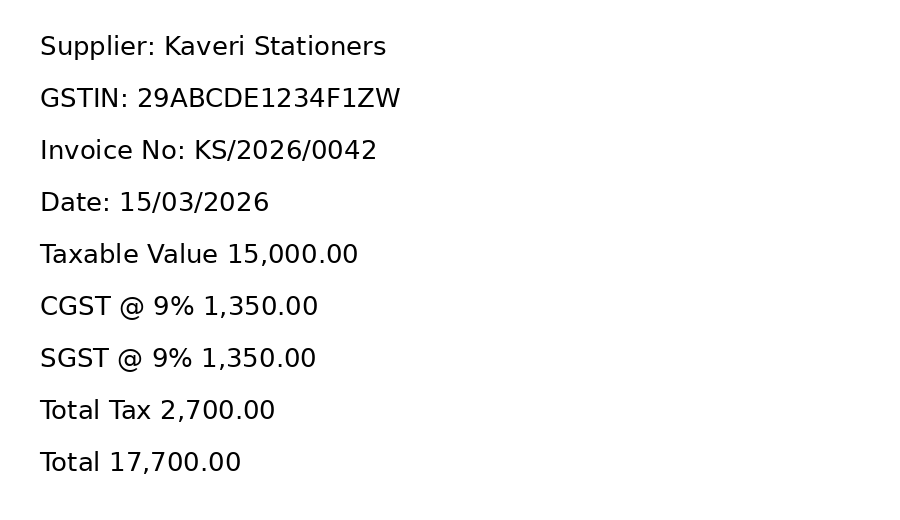 Supplier: Kaveri Stationers
GSTIN: 29ABCDE1234F1ZW
Invoice No: KS/2026/0042
Date: 15/03/2026
Taxable Value 15,000.00
CGST @ 9% 1,350.00
SGST @ 9% 1,350.00
Total Tax 2,700.00
Total 17,700.00